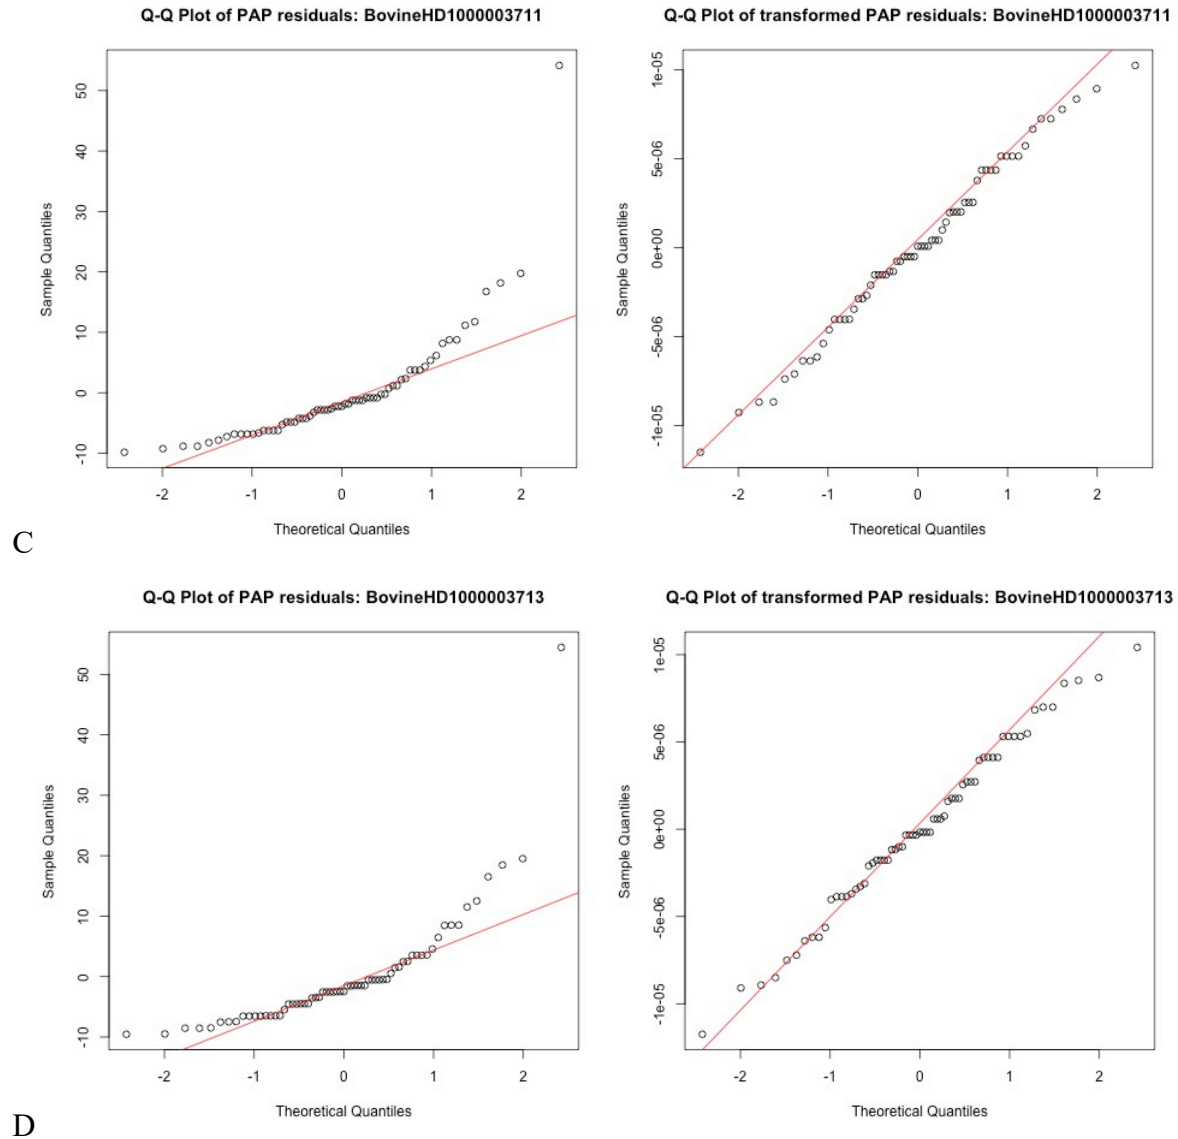 Q-Q Plot of PAP residuals: BovineHD1000003711
Sample Quantiles
50
40
30
20
10
0
-10
-2 -1 0 1 2
Theoretical Quantiles
Q-Q Plot of transformed PAP residuals: BovineHD1000003711
Sample Quantiles
1e-05
5e-06
0e+00
-5e-06
-1e-05
-2 -1 0 1 2
Theoretical Quantiles
C
Q-Q Plot of PAP residuals: BovineHD1000003713
Sample Quantiles
50
40
30
20
10
0
-10
-2 -1 0 1 2
Theoretical Quantiles
Q-Q Plot of transformed PAP residuals: BovineHD1000003713
Sample Quantiles
1e-05
5e-06
0e+00
-5e-06
-1e-05
-2 -1 0 1 2
Theoretical Quantiles
D